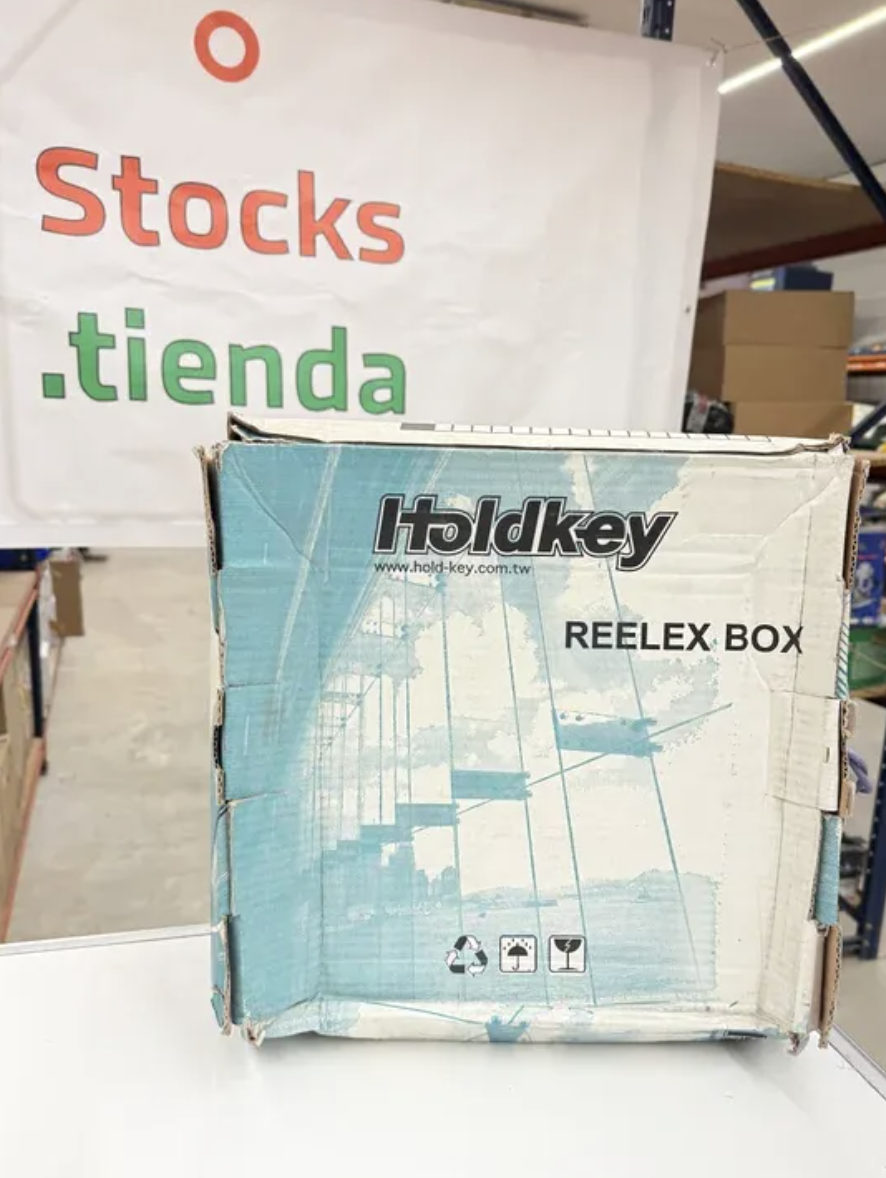 Stocks
.tienda
Holdkey
www.hold-key.com.tw
REELEX BOX